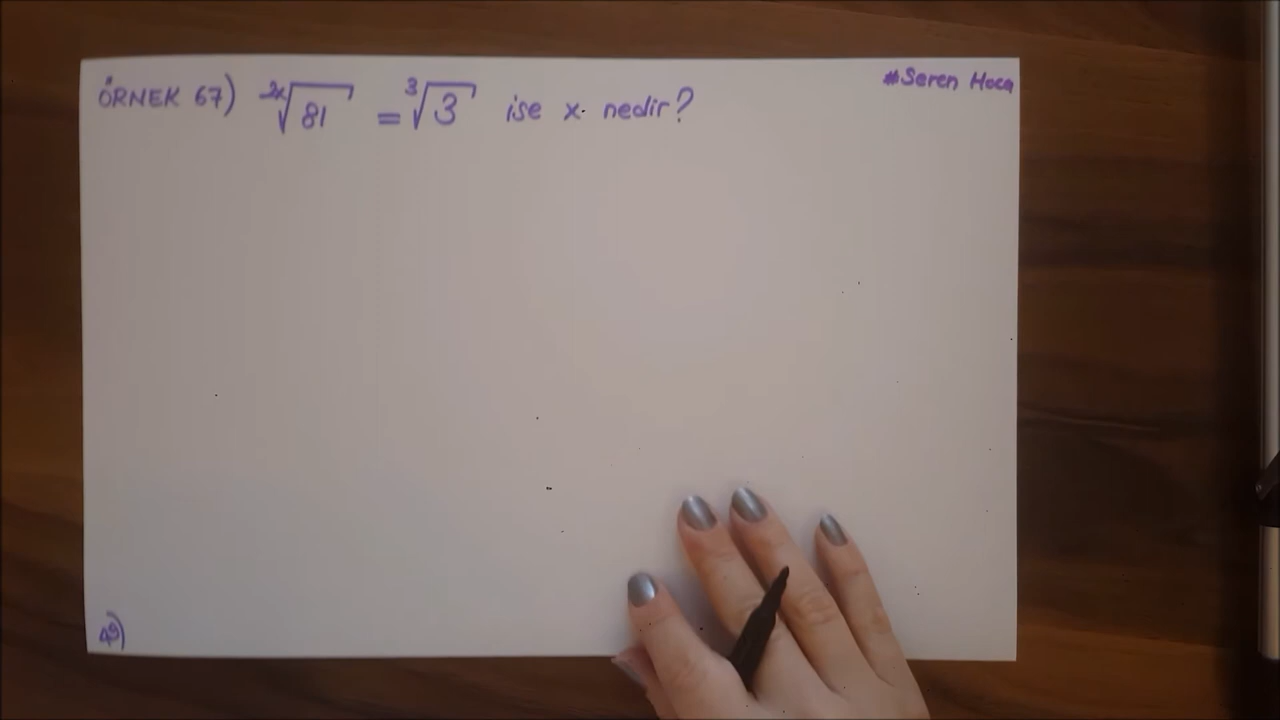 ÖRNEK 67) ²ˣ√81 = ³√3 ise x nedir?
#Seren Hoca
49)